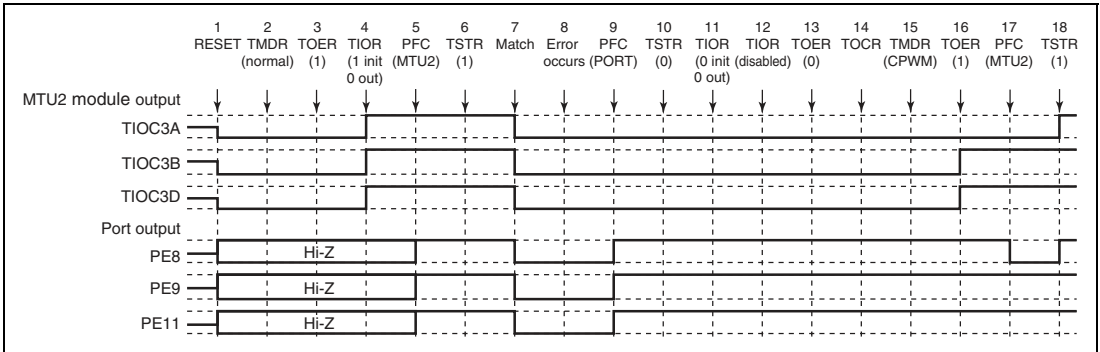 1 2 3 4 5 6 7 8 9 10 11 12 13 14 15 16 17 18
RESET TMDR TOER TIOR PFC TSTR Match Error PFC TSTR TIOR TIOR TOER TOCR TMDR TOER PFC TSTR
(normal) (1) (1 init (MTU2) (1) occurs (PORT) (0) (0 init (disabled) (0) (CPWM) (1) (MTU2) (1)
0 out) 0 out)
MTU2 module output
TIOC3A
TIOC3B
TIOC3D
Port output
PE8 Hi-Z
PE9 Hi-Z
PE11 Hi-Z